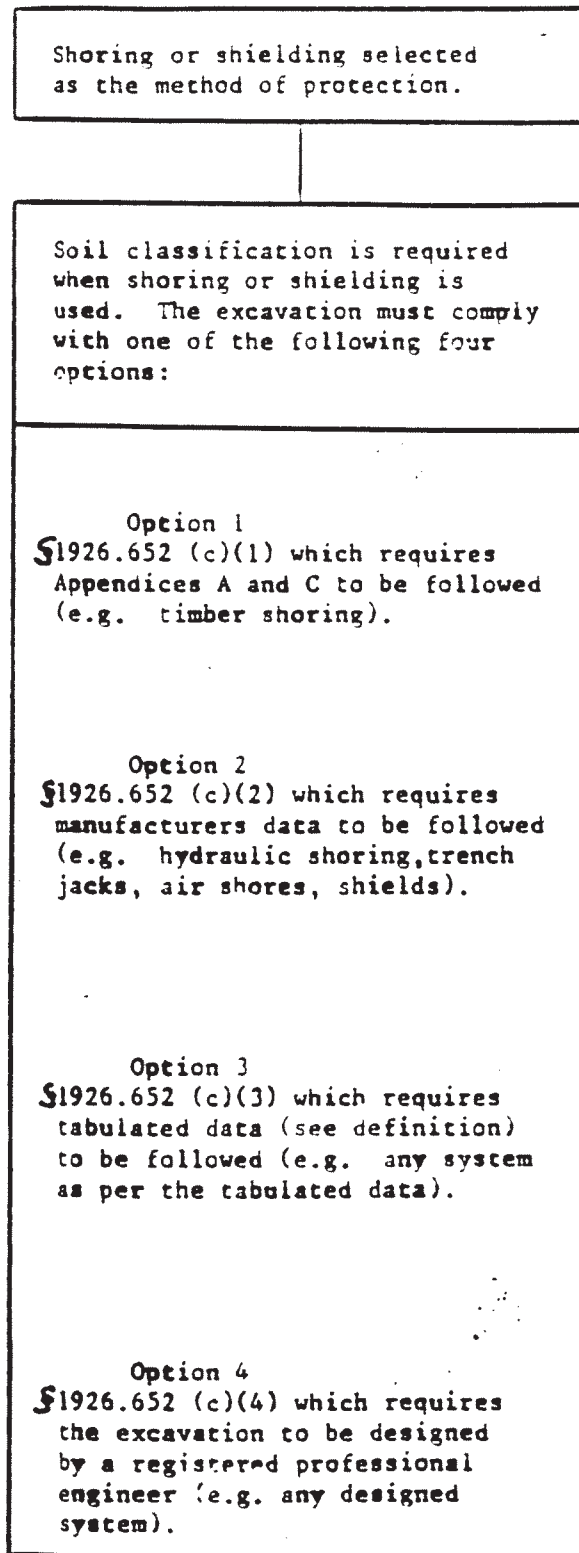 Shoring or shielding selected
as the method of protection.
Soil classification is required
when shoring or shielding is
used. The excavation must comply
with one of the following four
options:
Option 1
§1926.652 (c)(1) which requires
Appendices A and C to be followed
(e.g. timber shoring).
Option 2
§1926.652 (c)(2) which requires
manufacturers data to be followed
(e.g. hydraulic shoring,trench
jacks, air shores, shields).
Option 3
§1926.652 (c)(3) which requires
tabulated data (see definition)
to be followed (e.g. any system
as per the tabulated data).
Option 4
§1926.652 (c)(4) which requires
the excavation to be designed
by a registered professional
engineer (e.g. any designed
system).